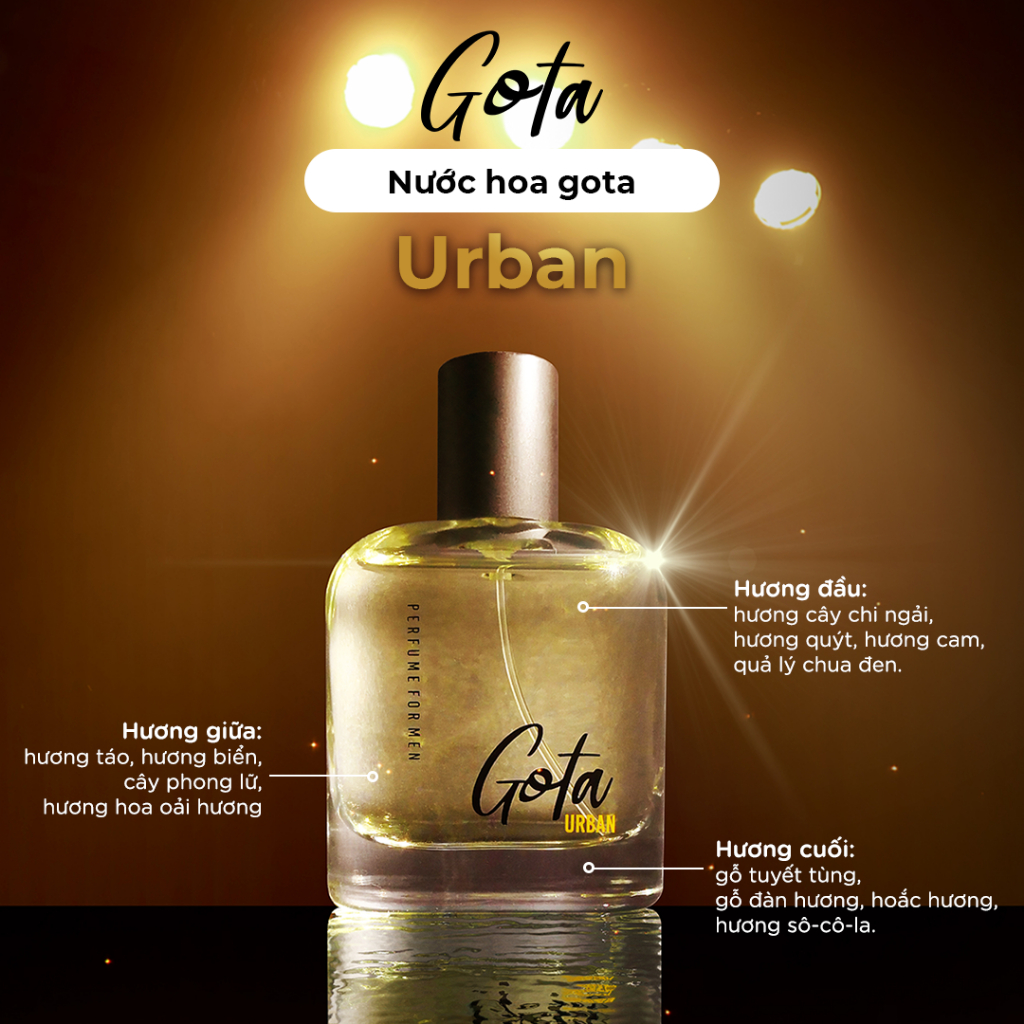 Gota
Nước hoa gota
Urban
PERFUME FOR MEN
Gota
URBAN
Hương đầu:
hương cây chi ngải,
hương quýt, hương cam,
quả lý chua đen.
Hương giữa:
hương táo, hương biển,
cây phong lữ,
hương hoa oải hương
Hương cuối:
gỗ tuyết tùng,
gỗ đàn hương, hoắc hương,
hương sô-cô-la.